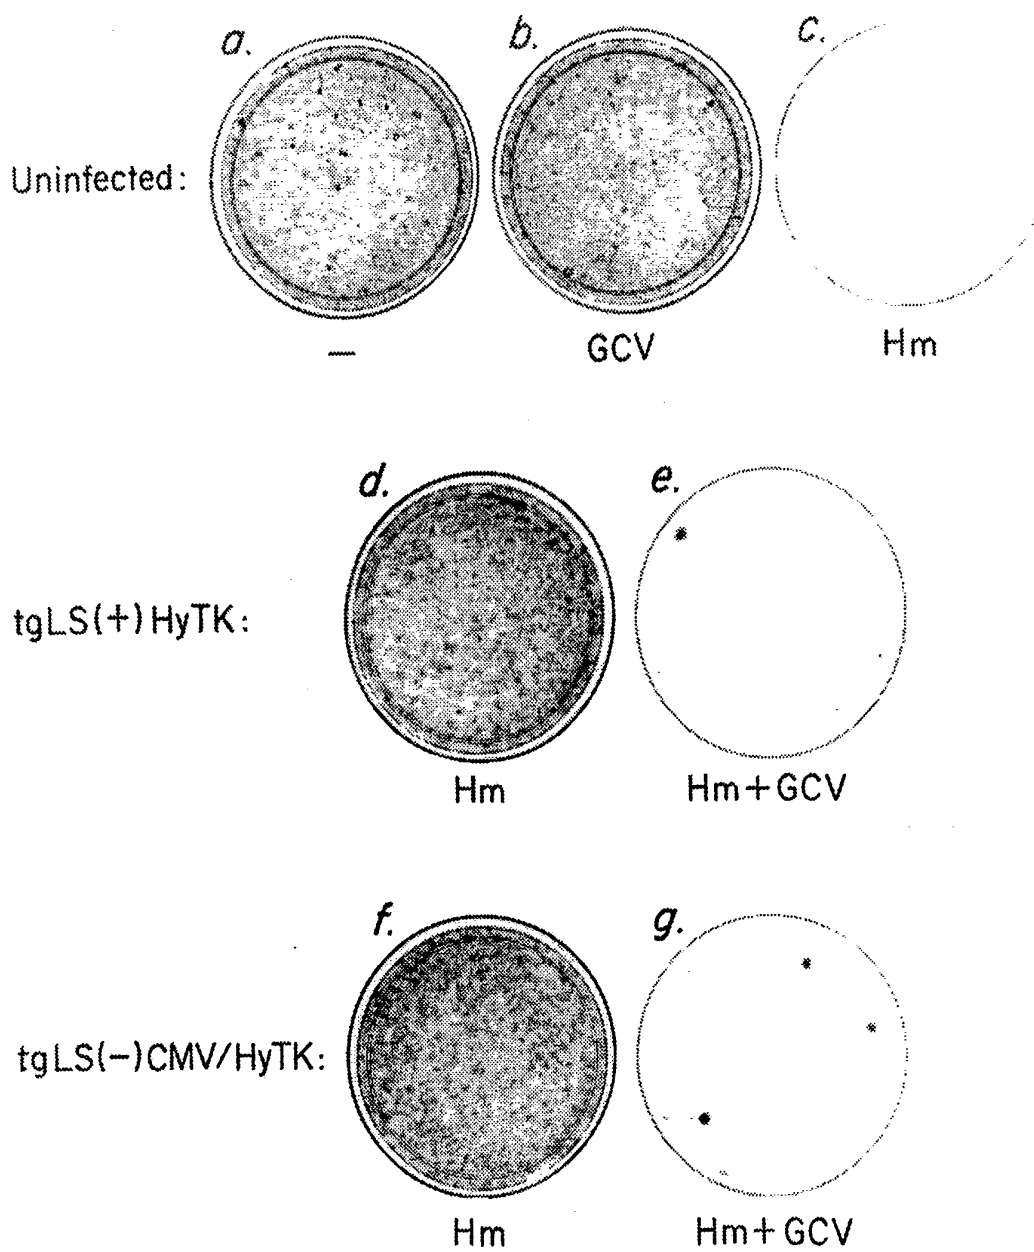 a. b. c.
Uninfected:
— GCV Hm
d. e.
tgLS(+)HyTK:
Hm Hm+GCV
f. g.
tgLS(-)CMV/HyTK:
Hm Hm+GCV